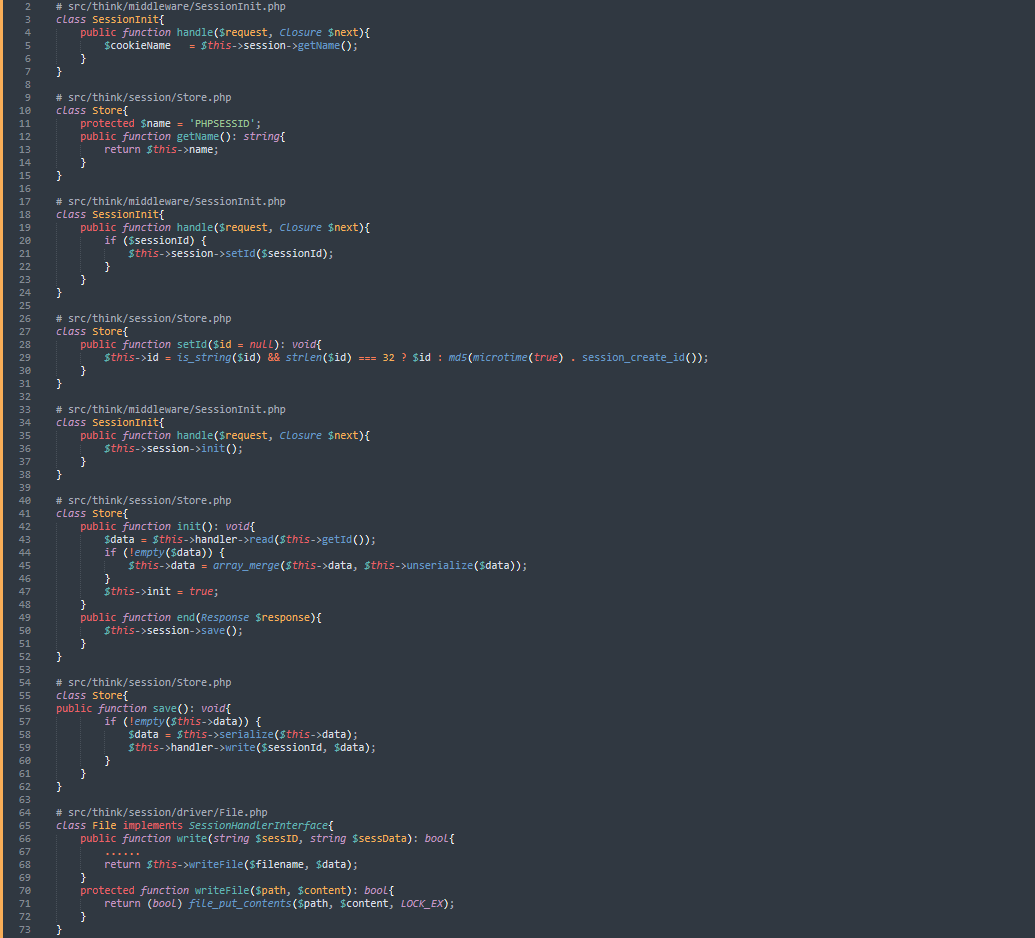 2 # src/think/middleware/SessionInit.php
3 class SessionInit{
4     public function handle($request, Closure $next){
5         $cookieName   = $this->session->getName();
6     }
7 }
8
9 # src/think/session/Store.php
10 class Store{
11     protected $name = 'PHPSESSID';
12     public function getName(): string{
13         return $this->name;
14     }
15 }
16
17 # src/think/middleware/SessionInit.php
18 class SessionInit{
19     public function handle($request, Closure $next){
20         if ($sessionId) {
21             $this->session->setId($sessionId);
22         }
23     }
24 }
25
26 # src/think/session/Store.php
27 class Store{
28     public function setId($id = null): void{
29         $this->id = is_string($id) && strlen($id) === 32 ? $id : md5(microtime(true) . session_create_id());
30     }
31 }
32
33 # src/think/middleware/SessionInit.php
34 class SessionInit{
35     public function handle($request, Closure $next){
36         $this->session->init();
37     }
38 }
39
40 # src/think/session/Store.php
41 class Store{
42     public function init(): void{
43         $data = $this->handler->read($this->getId());
44         if (!empty($data)) {
45             $this->data = array_merge($this->data, $this->unserialize($data));
46         }
47         $this->init = true;
48     }
49     public function end(Response $response){
50         $this->session->save();
51     }
52 }
53
54 # src/think/session/Store.php
55 class Store{
56 public function save(): void{
57         if (!empty($this->data)) {
58             $data = $this->serialize($this->data);
59             $this->handler->write($sessionId, $data);
60         }
61     }
62 }
63
64 # src/think/session/driver/File.php
65 class File implements SessionHandlerInterface{
66     public function write(string $sessID, string $sessData): bool{
67         ......
68         return $this->writeFile($filename, $data);
69     }
70     protected function writeFile($path, $content): bool{
71         return (bool) file_put_contents($path, $content, LOCK_EX);
72     }
73 }